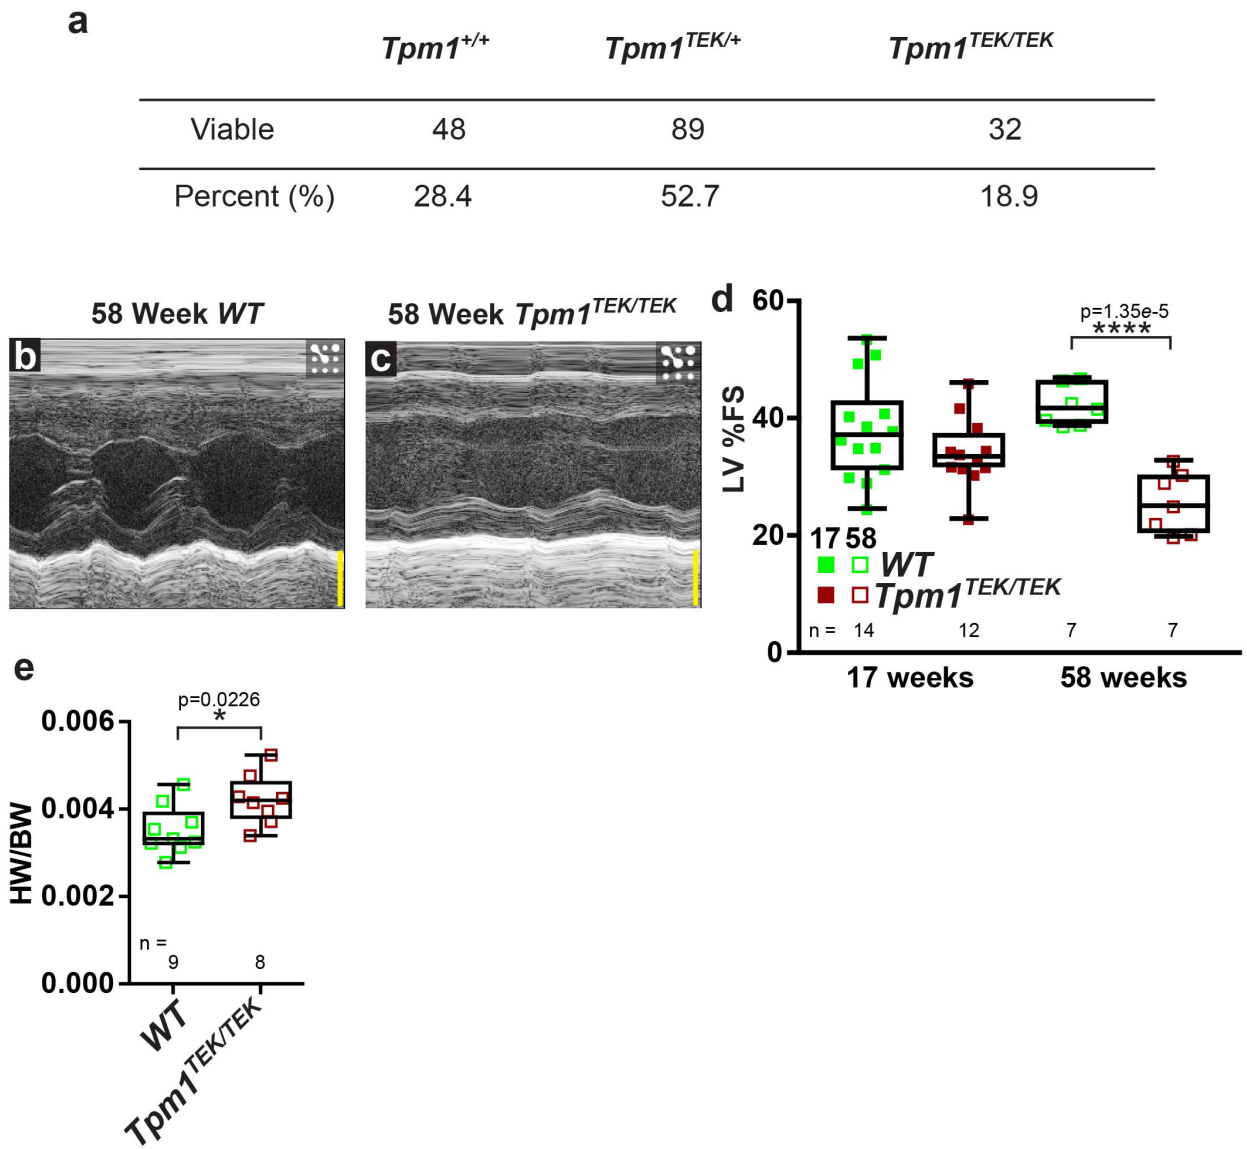 a
Tpm1+/+ Tpm1TEK/+ Tpm1TEK/TEK
Viable 48 89 32
Percent (%) 28.4 52.7 18.9
58 Week WT
b
58 Week Tpm1TEK/TEK
c
d
LV %FS
60
40
20
0
p=1.35e-5
****
17 58
WT
Tpm1TEK/TEK
n = 14 12 7 7
17 weeks 58 weeks
e
HW/BW
0.006
0.004
0.002
0.000
p=0.0226
*
n =
9 8
WT
Tpm1TEK/TEK